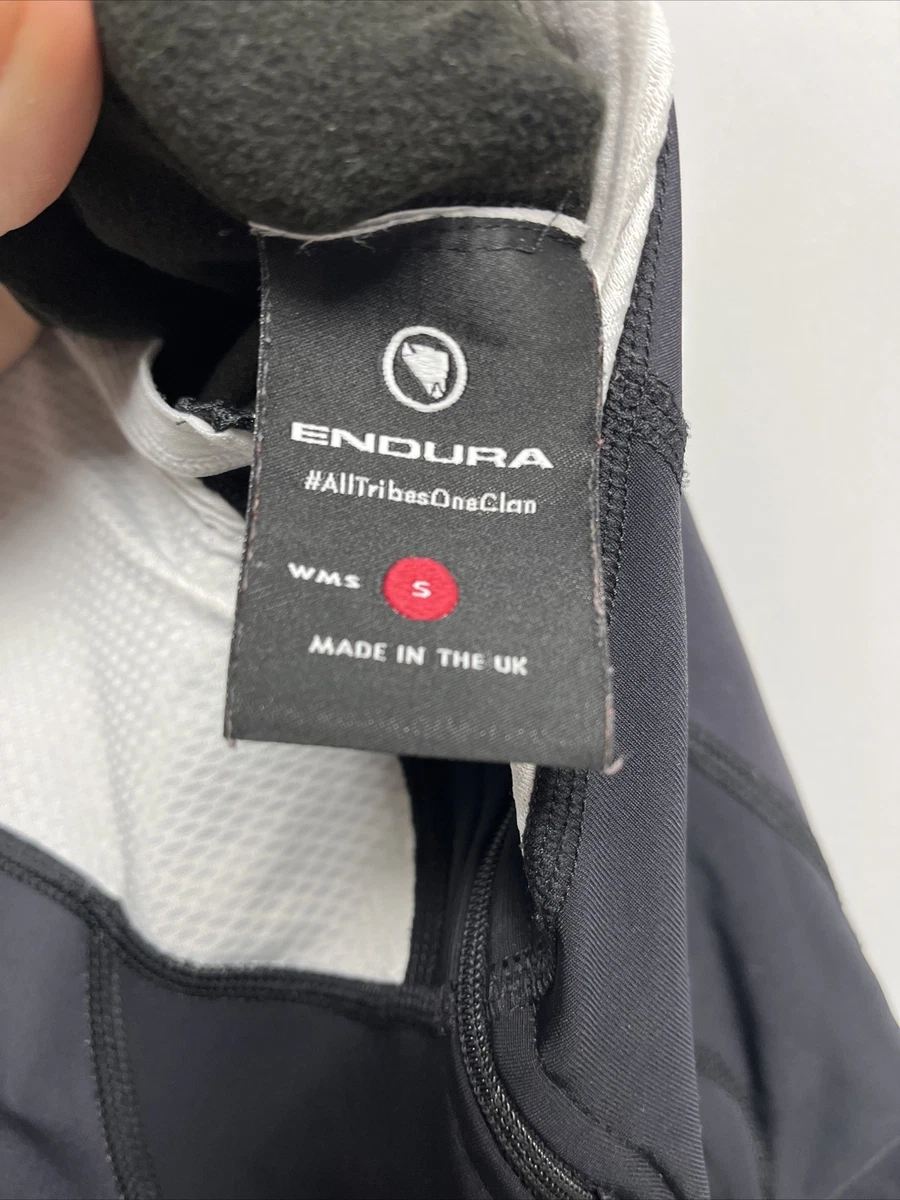 ENDURA
#AllTribesOneClan
WMS S
MADE IN THE UK